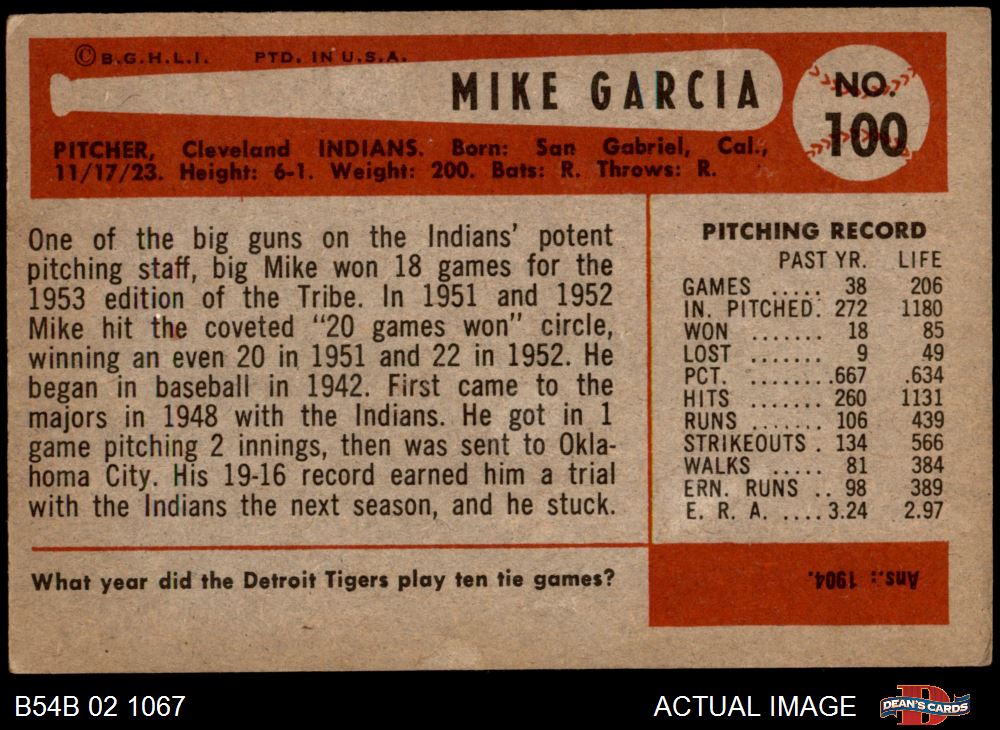 © B.G.H.L.I. PTD. IN U.S.A.
MIKE GARCIA
NO.
100
PITCHER, Cleveland INDIANS. Born: San Gabriel, Cal.,
11/17/23. Height: 6-1. Weight: 200. Bats: R. Throws: R.
One of the big guns on the Indians' potent
pitching staff, big Mike won 18 games for the
1953 edition of the Tribe. In 1951 and 1952
Mike hit the coveted "20 games won" circle,
winning an even 20 in 1951 and 22 in 1952. He
began in baseball in 1942. First came to the
majors in 1948 with the Indians. He got in 1
game pitching 2 innings, then was sent to Okla-
homa City. His 19-16 record earned him a trial
with the Indians the next season, and he stuck.
PITCHING RECORD
PAST YR. LIFE
GAMES ..... 38 206
IN. PITCHED. 272 1180
WON ....... 18 85
LOST ....... 9 49
PCT. ........ .667 .634
HITS ....... 260 1131
RUNS ....... 106 439
STRIKEOUTS . 134 566
WALKS ..... 81 384
ERN. RUNS .. 98 389
E. R. A. .... 3.24 2.97
What year did the Detroit Tigers play ten tie games?
Ans.: 1904.
B54B 02 1067
ACTUAL IMAGE
D
DEAN'S CARDS